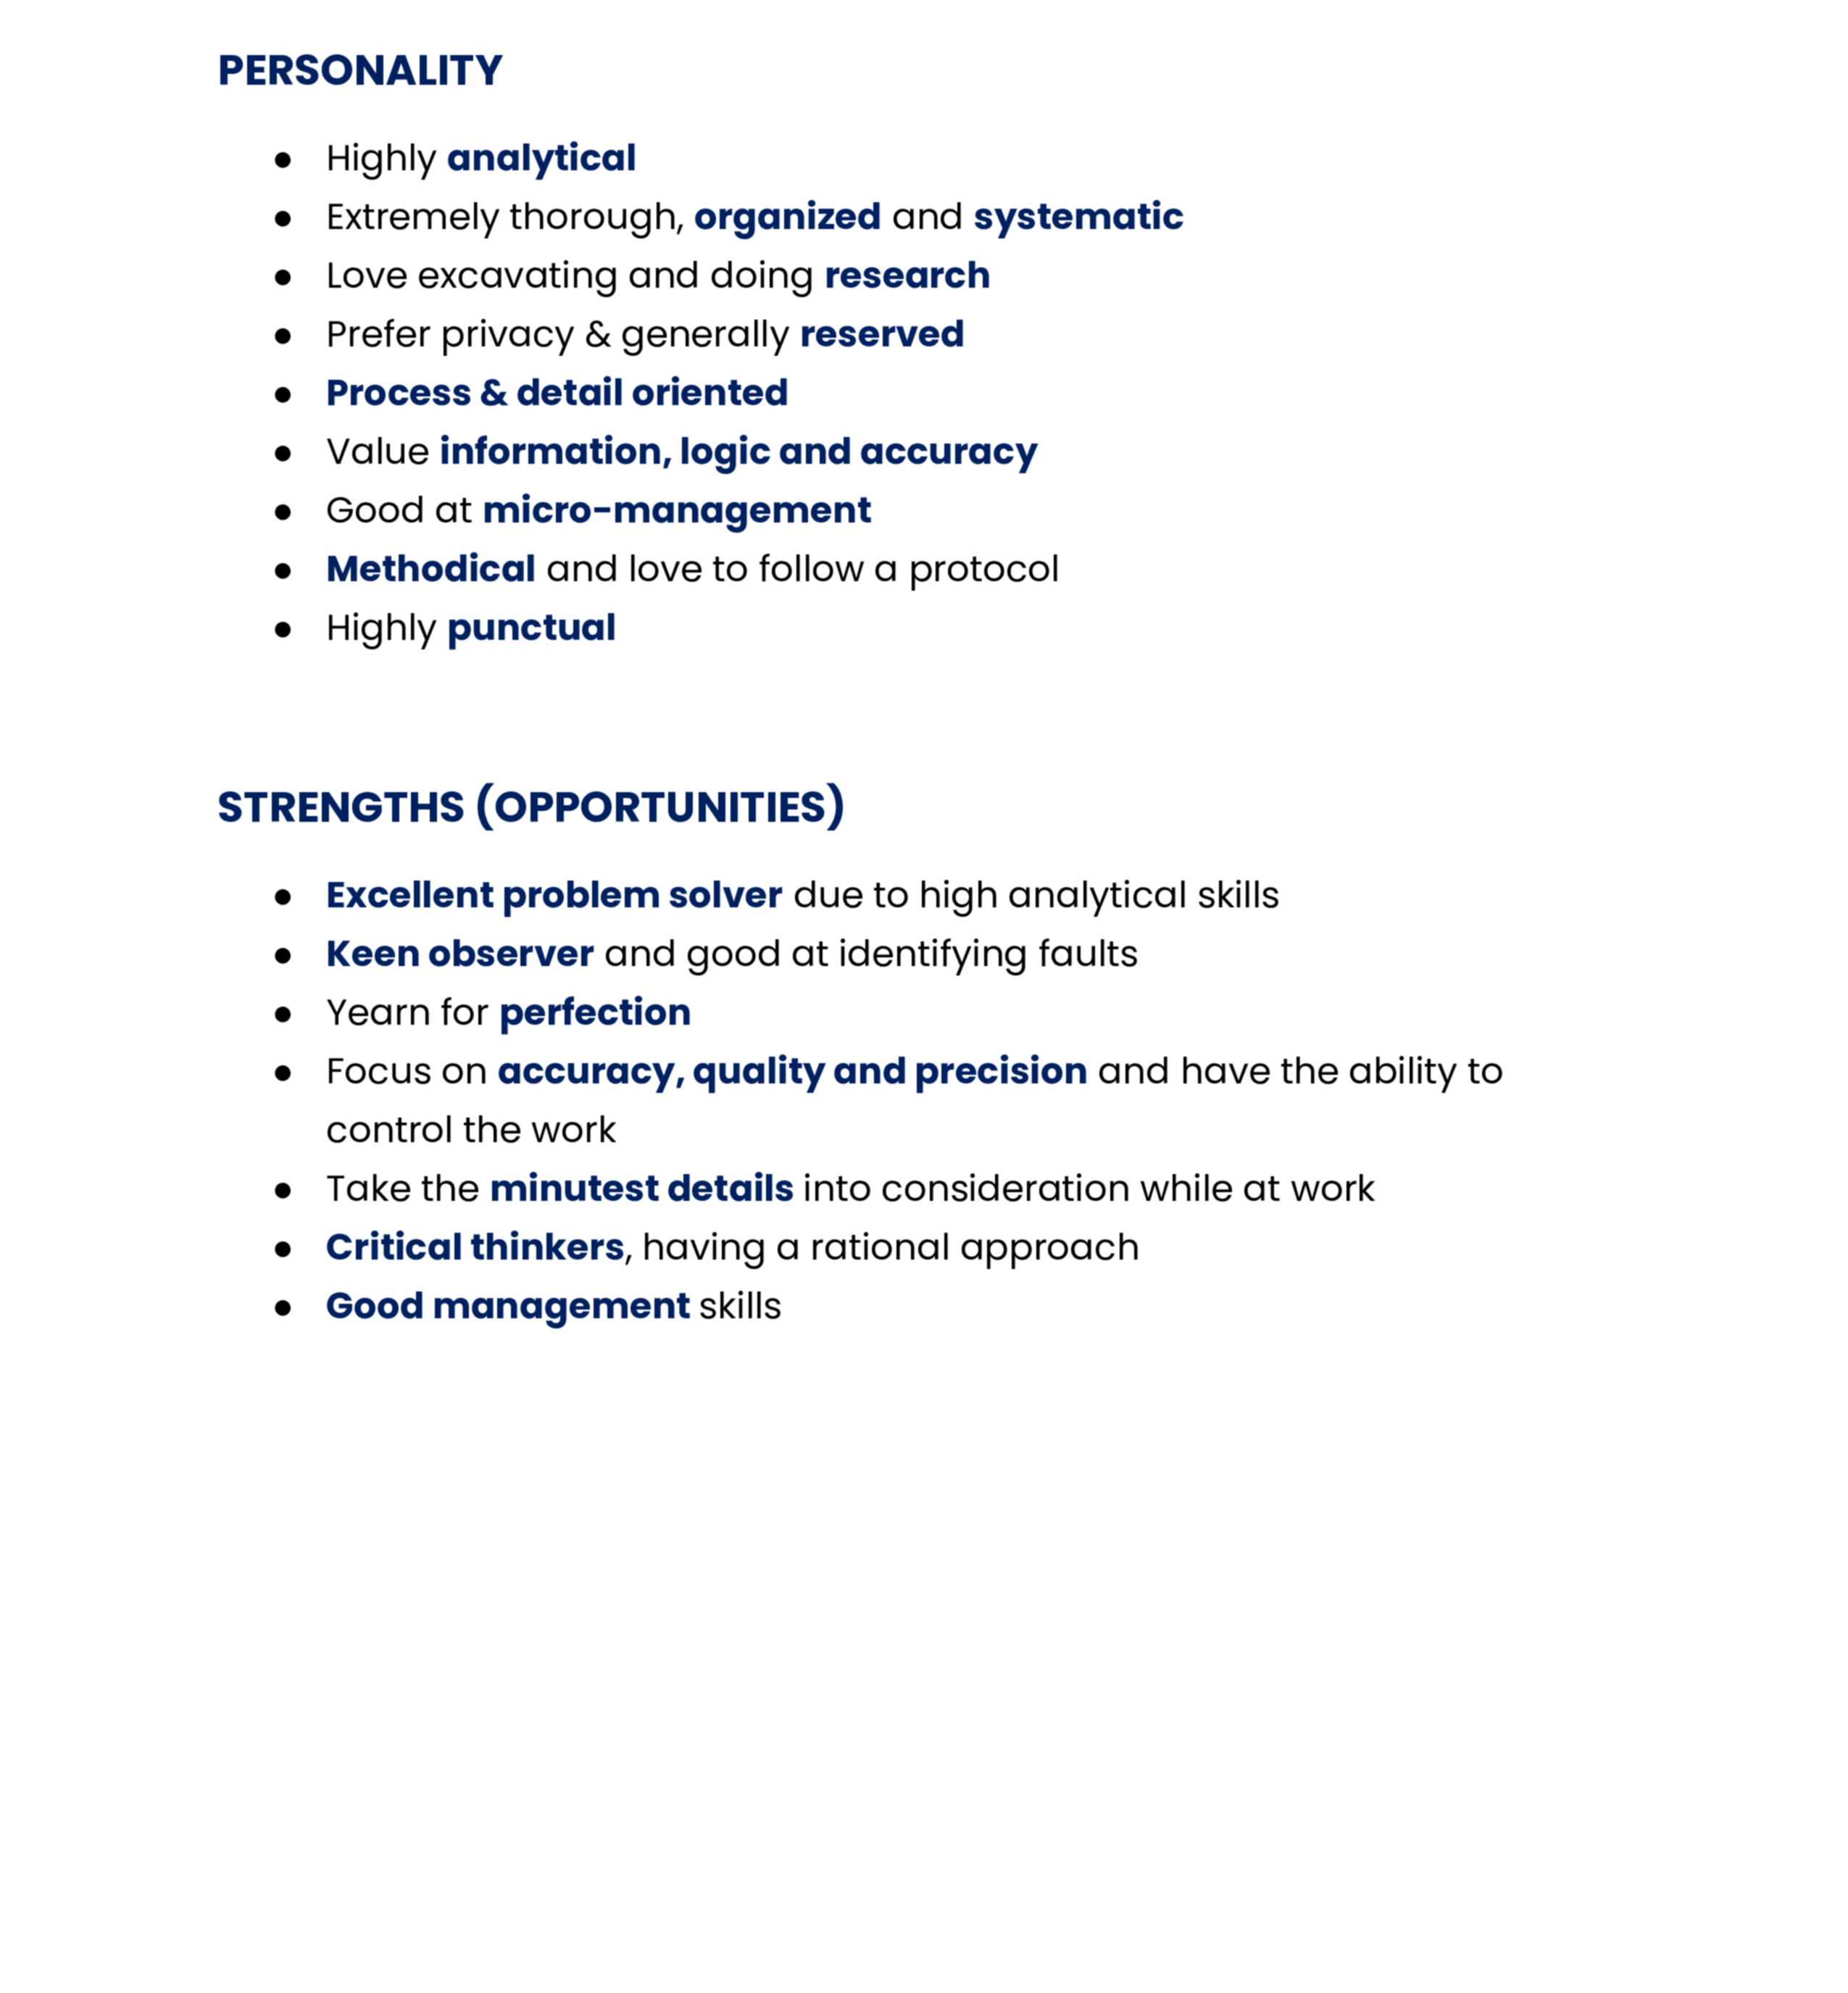 PERSONALITY
● Highly analytical
● Extremely thorough, organized and systematic
● Love excavating and doing research
● Prefer privacy & generally reserved
● Process & detail oriented
● Value information, logic and accuracy
● Good at micro-management
● Methodical and love to follow a protocol
● Highly punctual
STRENGTHS (OPPORTUNITIES)
● Excellent problem solver due to high analytical skills
● Keen observer and good at identifying faults
● Yearn for perfection
● Focus on accuracy, quality and precision and have the ability to
control the work
● Take the minutest details into consideration while at work
● Critical thinkers, having a rational approach
● Good management skills